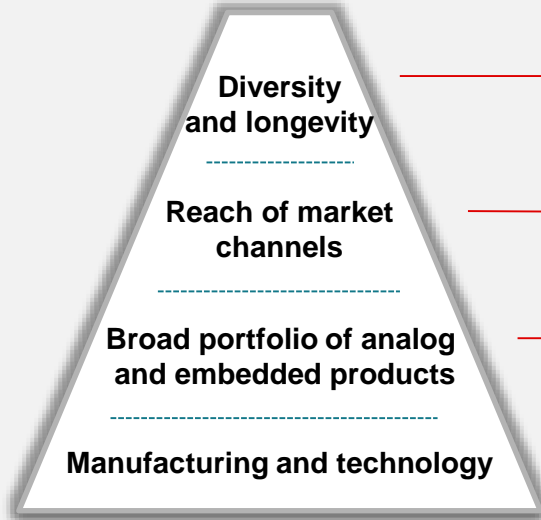 Diversity
and longevity
Reach of market
channels
Broad portfolio of analog
and embedded products
Manufacturing and technology